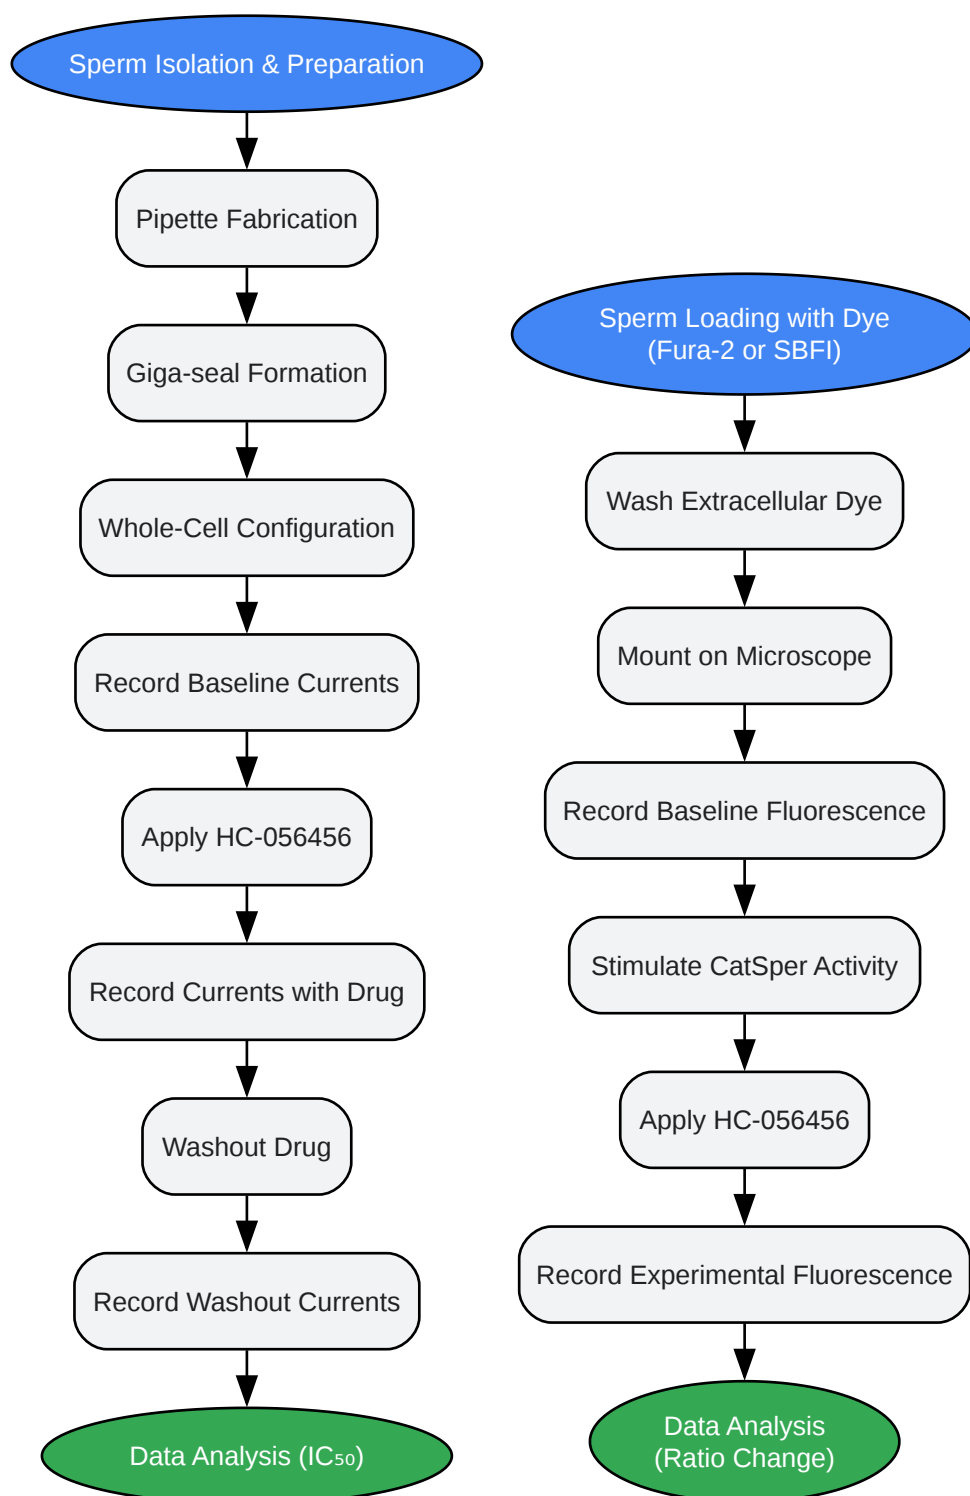 Sperm Isolation & Preparation
Pipette Fabrication
Giga-seal Formation
Whole-Cell Configuration
Record Baseline Currents
Apply HC-056456
Record Currents with Drug
Washout Drug
Record Washout Currents
Data Analysis (IC₅₀)
Sperm Loading with Dye
(Fura-2 or SBFI)
Wash Extracellular Dye
Mount on Microscope
Record Baseline Fluorescence
Stimulate CatSper Activity
Apply HC-056456
Record Experimental Fluorescence
Data Analysis
(Ratio Change)